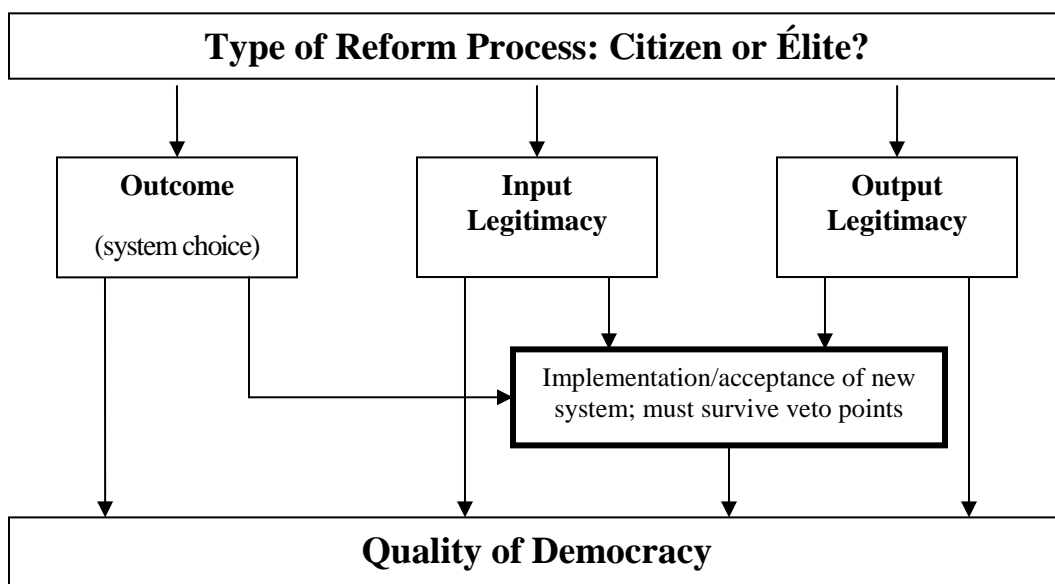 Type of Reform Process: Citizen or Élite?
Outcome
(system choice)
Input
Legitimacy
Output
Legitimacy
Implementation/acceptance of new
system; must survive veto points
Quality of Democracy